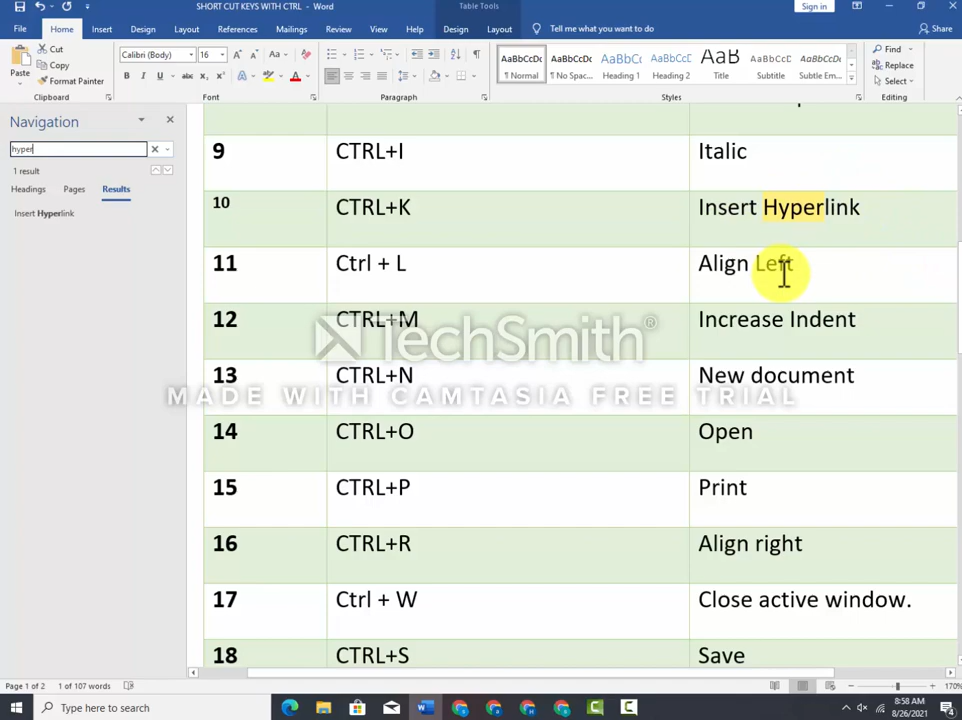 SHORT CUT KEYS WITH CTRL - Word
Table Tools
Sign in
File Home Insert Design Layout References Mailings Review View Help Design Layout Tell me what you want to do Share
Paste
Cut
Copy
Format Painter
Clipboard
Calibri (Body) 16
Font
Paragraph
AaBbCcDc AaBbCcDc AaBbCc AaBbCc AaB AaBbCcDc AaBbCcDc
¶ Normal ¶ No Spac... Heading 1 Heading 2 Title Subtitle Subtle Em...
Styles
Find
Replace
Select
Editing
Navigation
hyper
1 result
Headings Pages Results
Insert Hyperlink
9 CTRL+I Italic
10 CTRL+K Insert Hyperlink
11 Ctrl + L Align Left
12 CTRL+M Increase Indent
13 CTRL+N New document
14 CTRL+O Open
15 CTRL+P Print
16 CTRL+R Align right
17 Ctrl + W Close active window.
18 CTRL+S Save
TechSmith®
MADE WITH CAMTASIA FREE TRIAL
Page 1 of 2 1 of 107 words 170%
Type here to search
8:58 AM
8/26/2021
4